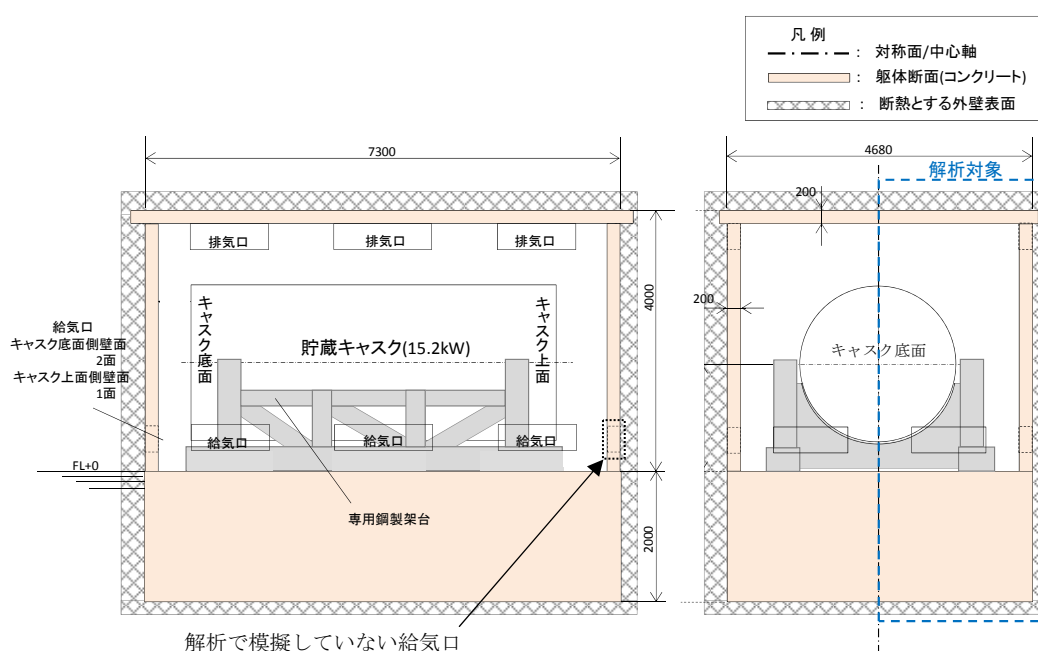 凡 例
: 対称面/中心軸
: 躯体断面(コンクリート)
: 断熱とする外壁表面
7300
4680
解析対象
200
排気口
排気口
排気口
4000
200
キャスク底面
キャスク上面
給気口
キャスク底面側壁面
2面
キャスク上面側壁面
1面
貯蔵キャスク(15.2kW)
キャスク底面
給気口
給気口
給気口
FL+0
専用鋼製架台
2000
解析で模擬していない給気口